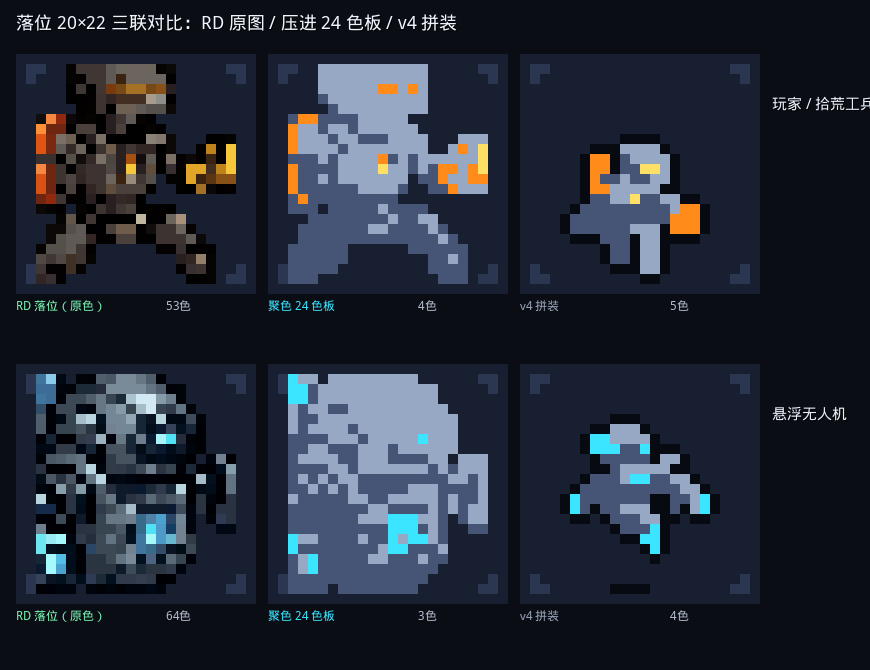 落位 20×22 三联对比: RD 原图 / 压进 24 色板 / v4 拼装
玩家 / 拾荒工兵
RD 落位 ( 原色 ) 53色 聚色 24 色板 4色 v4 拼装 5色
悬浮无人机
RD 落位 ( 原色 ) 64色 聚色 24 色板 3色 v4 拼装 4色